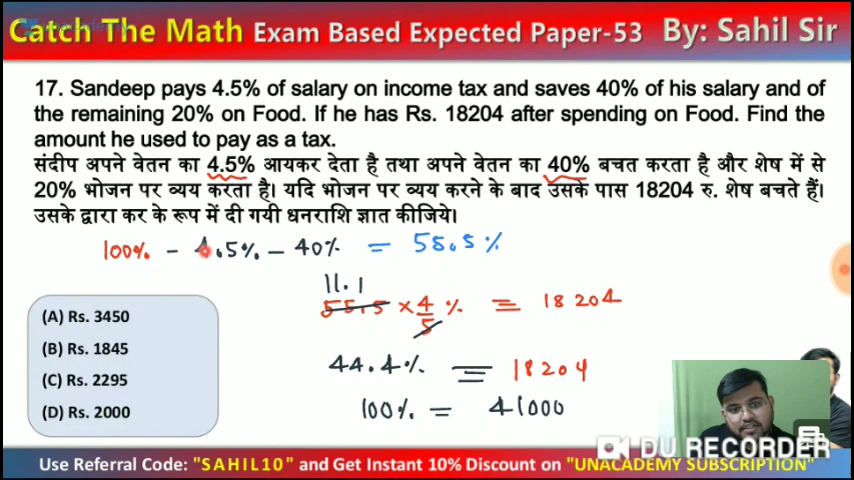 Catch The Math Exam Based Expected Paper-53 By: Sahil Sir
17. Sandeep pays 4.5% of salary on income tax and saves 40% of his salary and of
the remaining 20% on Food. If he has Rs. 18204 after spending on Food. Find the
amount he used to pay as a tax.
संदीप अपने वेतन का 4.5% आयकर देता है तथा अपने वेतन का 40% बचत करता है और शेष में से
20% भोजन पर व्यय करता है। यदि भोजन पर व्यय करने के बाद उसके पास 18204 रु. शेष बचते हैं।
उसके द्वारा कर के रूप में दी गयी धनराशि ज्ञात कीजिये।
100% - 4.5% - 40% = 55.5%
11.1
55.5 × 4/5 % = 18204
(A) Rs. 3450
(B) Rs. 1845
(C) Rs. 2295
(D) Rs. 2000
44.4% = 18204
100% = 41000
DU RECORDER
Use Referral Code: "SAHIL10" and Get Instant 10% Discount on "UNACADEMY SUBSCRIPTION"